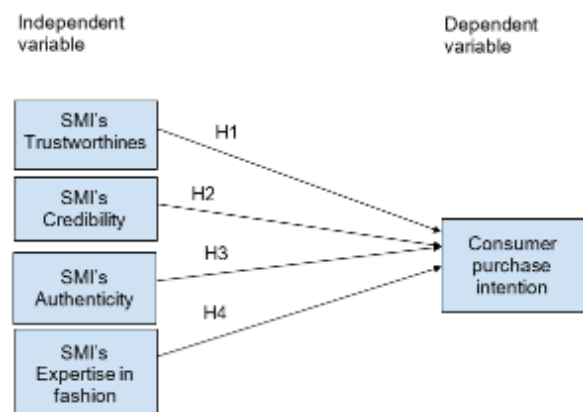 Independent
variable
Dependent
variable
SMI's
Trustworthines
H1
SMI's
Credibility
H2
SMI's
Authenticity
H3
SMI's
Expertise in
fashion
H4
Consumer
purchase
intention